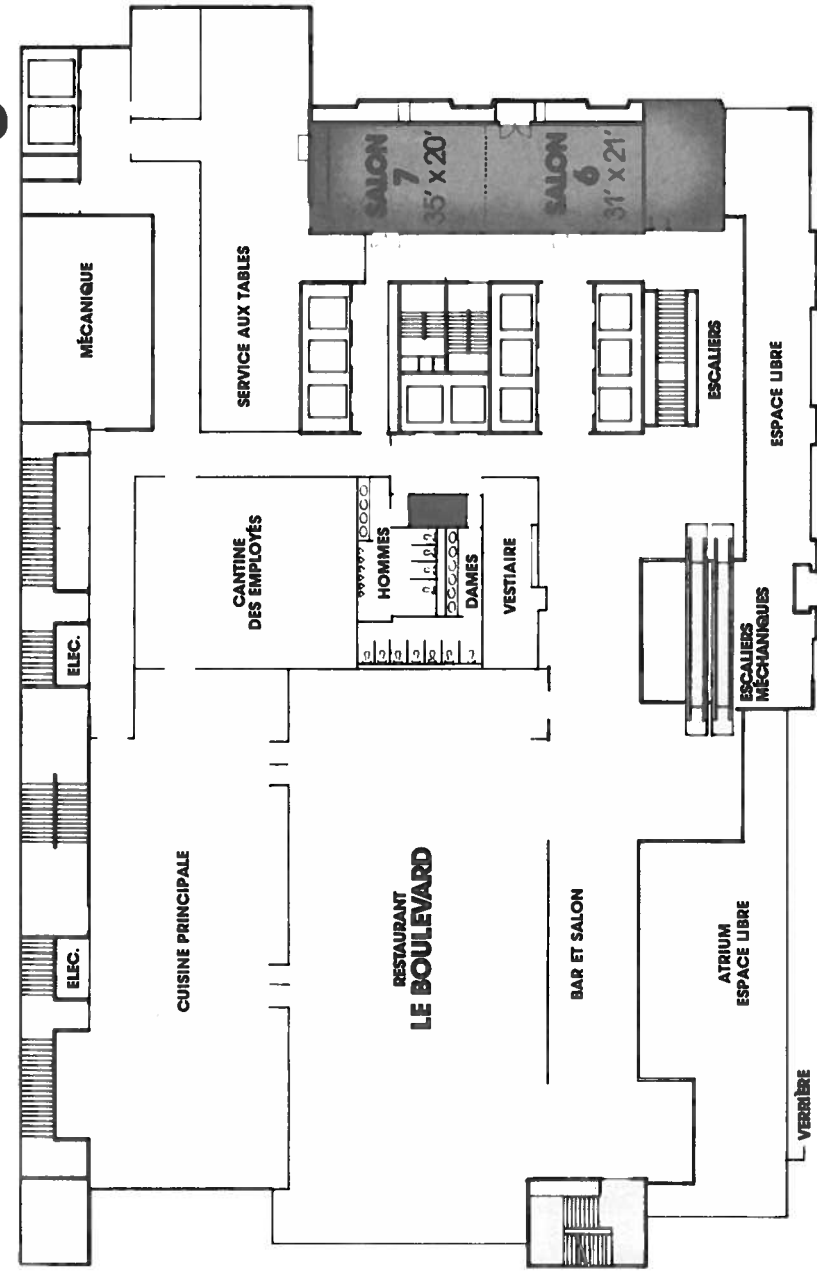 ELEC.
ELEC.
MÉCANIQUE
CUISINE PRINCIPALE
CANTINE
DES EMPLOYÉS
SERVICE AUX TABLES
SALON
7
35' X 20'
RESTAURANT
LE BOULEVARD
HOMMES
DAMES
VESTIAIRE
SALON
6
31' X 21'
BAR ET SALON
ESCALIERS
ATRIUM
ESPACE LIBRE
ESCALIERS
MÉCHANIQUES
ESPACE LIBRE
VERRIÈRE